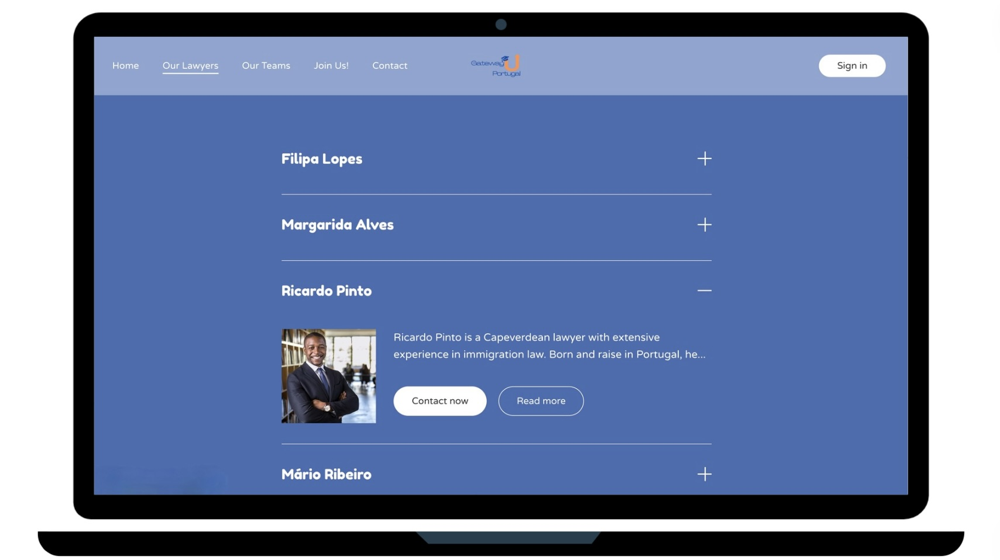 Home Our Lawyers Our Teams Join Us! Contact
Gateway U
Portugal
Sign in
Filipa Lopes
Margarida Alves
Ricardo Pinto
Ricardo Pinto is a Capeverdean lawyer with extensive
experience in immigration law. Born and raise in Portugal, he...
Contact now Read more
Mário Ribeiro